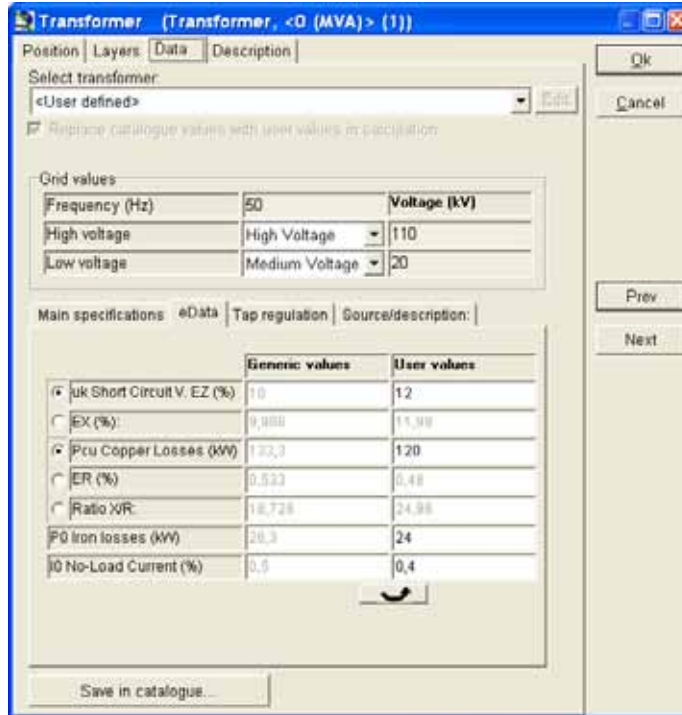 Transformer (Transformer, <0 (MVA)> (1))
Position Layers Data Description
Ok
Select transformer
<User defined> Edit
Cancel
Replace catalogue values with user values in calculation
Grid values
Frequency (Hz) 50 Voltage (kV)
High voltage High Voltage 110
Low voltage Medium Voltage 20
Prev
Main specifications eData Tap regulation Source/description:
Next
Generic values User values
uk Short Circuit V. EZ (%) 10 12
EX (%): 9,986 11,99
Pcu Copper Losses (kW) 133,3 120
ER (%) 0,533 0,48
Ratio X/R: 18,726 24,98
P0 Iron losses (kW) 26,3 24
I0 No-Load Current (%) 0,5 0,4
Save in catalogue...